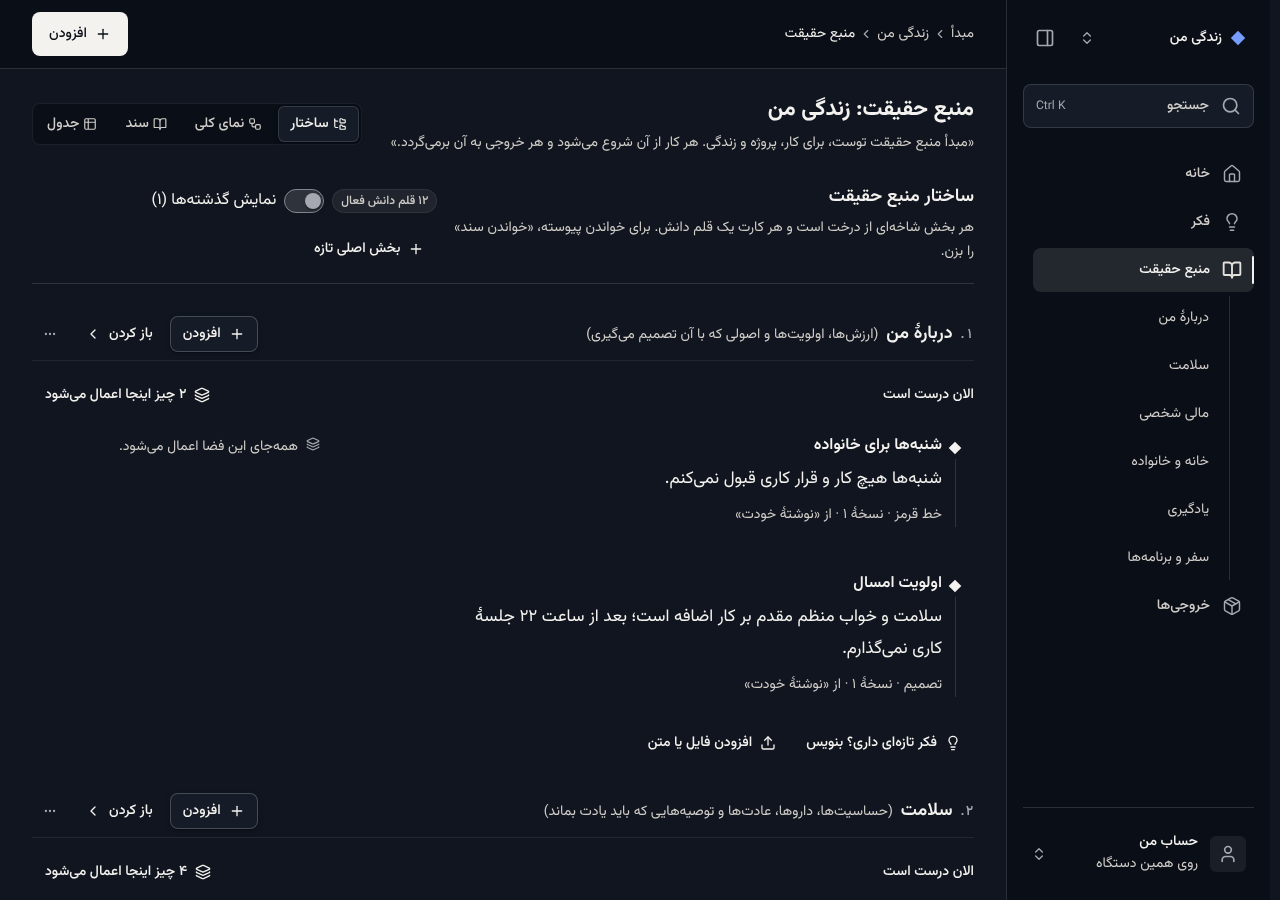 زندگی من
جستجو
Ctrl K
خانه
فکر
منبع حقیقت
دربارهٔ من
سلامت
مالی شخصی
خانه و خانواده
یادگیری
سفر و برنامه‌ها
خروجی‌ها
حساب من
روی همین دستگاه
مبدأ › زندگی من › منبع حقیقت
افزودن
منبع حقیقت: زندگی من
«مبدأ منبع حقیقت توست، برای کار، پروژه و زندگی. هر کار از آن شروع می‌شود و هر خروجی به آن برمی‌گردد.»
ساختار
نمای کلی
سند
جدول
ساختار منبع حقیقت
هر بخش شاخه‌ای از درخت است و هر کارت یک قلم دانش. برای خواندن پیوسته، «خواندن سند»
را بزن.
۱۲ قلم دانش فعال
نمایش گذشته‌ها (۱)
بخش اصلی تازه
۱. دربارهٔ من (ارزش‌ها، اولویت‌ها و اصولی که با آن تصمیم می‌گیری)
افزودن
باز کردن
الان درست است
۲ چیز اینجا اعمال می‌شود
شنبه‌ها برای خانواده
شنبه‌ها هیچ کار و قرار کاری قبول نمی‌کنم.
خط قرمز · نسخهٔ ۱ · از «نوشتهٔ خودت»
همه‌جای این فضا اعمال می‌شود.
اولویت امسال
سلامت و خواب منظم مقدم بر کار اضافه است؛ بعد از ساعت ۲۲ جلسهٔ
کاری نمی‌گذارم.
تصمیم · نسخهٔ ۱ · از «نوشتهٔ خودت»
فکر تازه‌ای داری؟ بنویس
افزودن فایل یا متن
۲. سلامت (حساسیت‌ها، داروها، عادت‌ها و توصیه‌هایی که باید یادت بماند)
افزودن
باز کردن
الان درست است
۴ چیز اینجا اعمال می‌شود